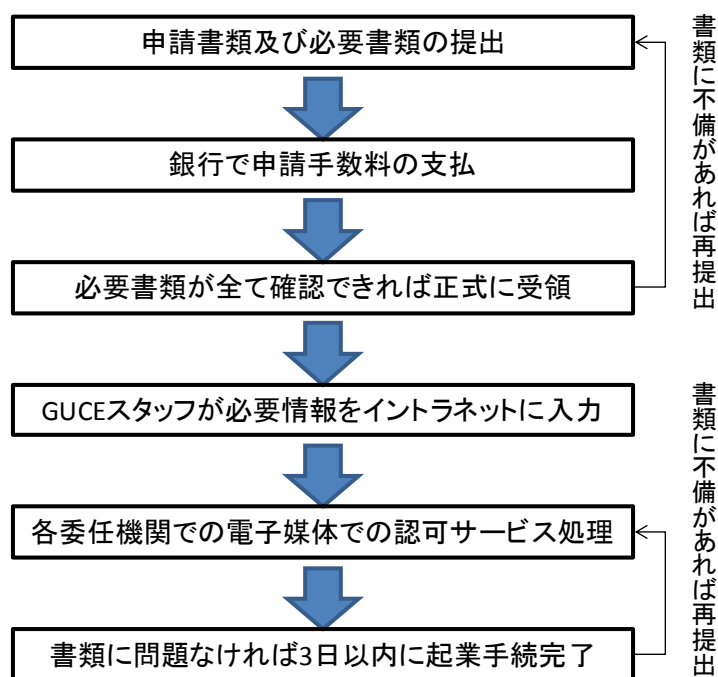 申請書類及び必要書類の提出
銀行で申請手数料の支払
必要書類が全て確認できれば正式に受領
書類に不備があれば再提出
GUCEスタッフが必要情報をイントラネットに入力
各委任機関での電子媒体での認可サービス処理
書類に問題なければ3日以内に起業手続完了
書類に不備があれば再提出